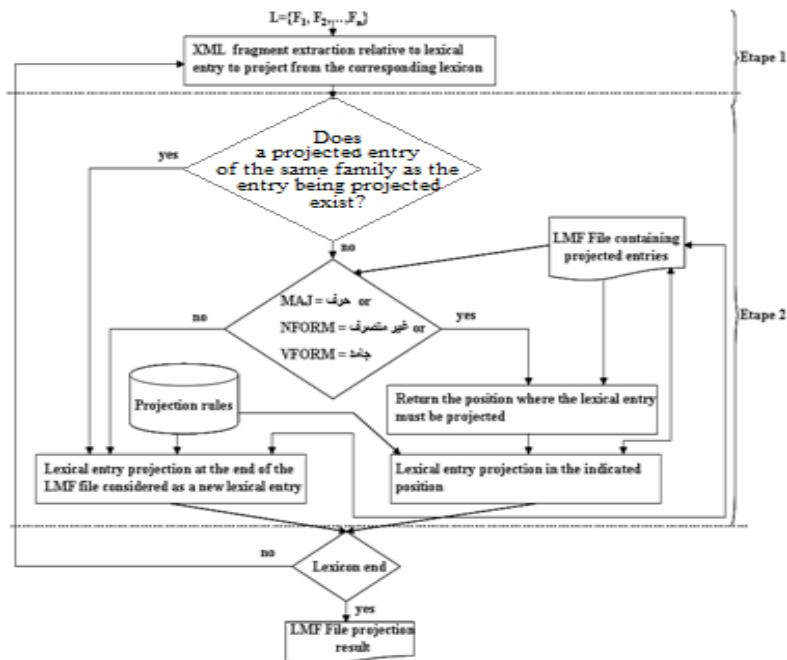 L={F1, F2,...,Fn}
XML fragment extraction relative to lexical
entry to project from the corresponding lexicon
Etape 1
Does
a projected entry
of the same family as the
entry being projected
exist?
yes
no
LMF File containing
projected entries
MAJ = حرف or
NFORM = غير متصرف or
VFORM = جامد
no
yes
Etape 2
Return the position where the lexical entry
must be projected
Projection rules
Lexical entry projection at the end of the
LMF file considered as a new lexical entry
Lexical entry projection in the indicated
position
no
Lexicon end
yes
LMF File projection
result